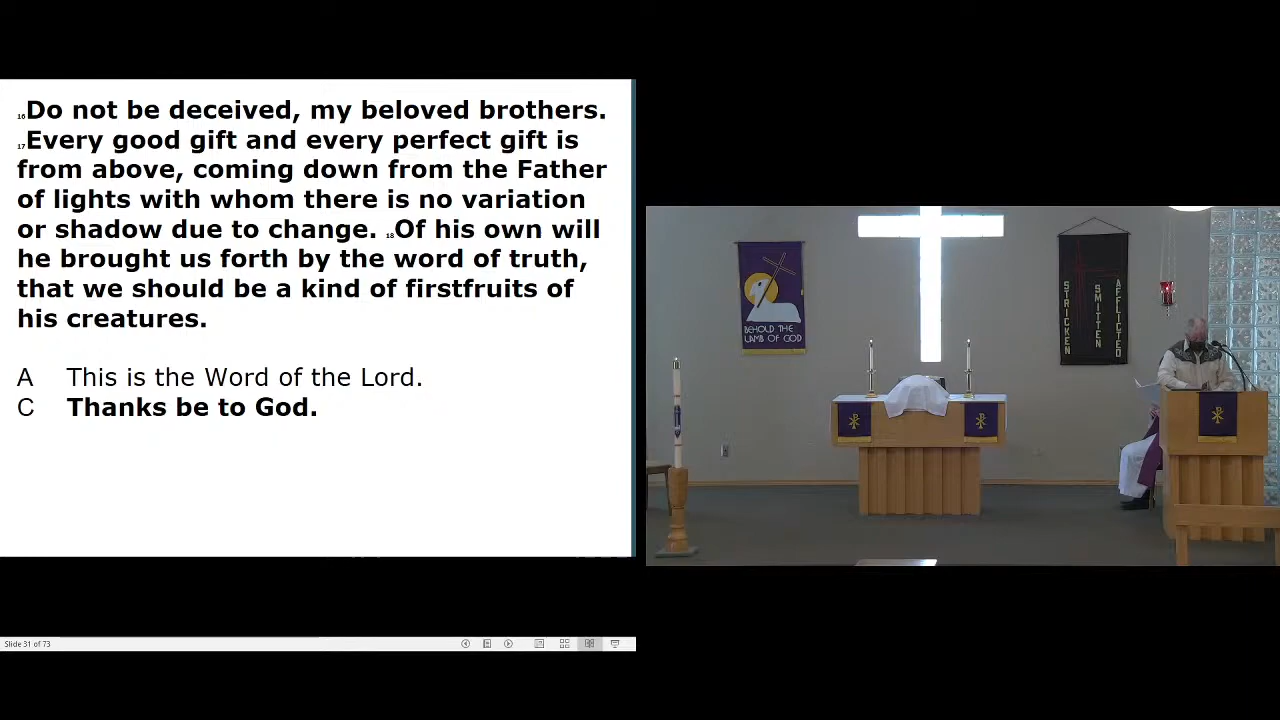 16Do not be deceived, my beloved brothers.
17Every good gift and every perfect gift is
from above, coming down from the Father
of lights with whom there is no variation
or shadow due to change. 18Of his own will
he brought us forth by the word of truth,
that we should be a kind of firstfruits of
his creatures.
A This is the Word of the Lord.
C Thanks be to God.
Slide 31 of 73
BEHOLD THE
LAMB OF GOD
STRICKEN
SMITTEN
AFFLICTED